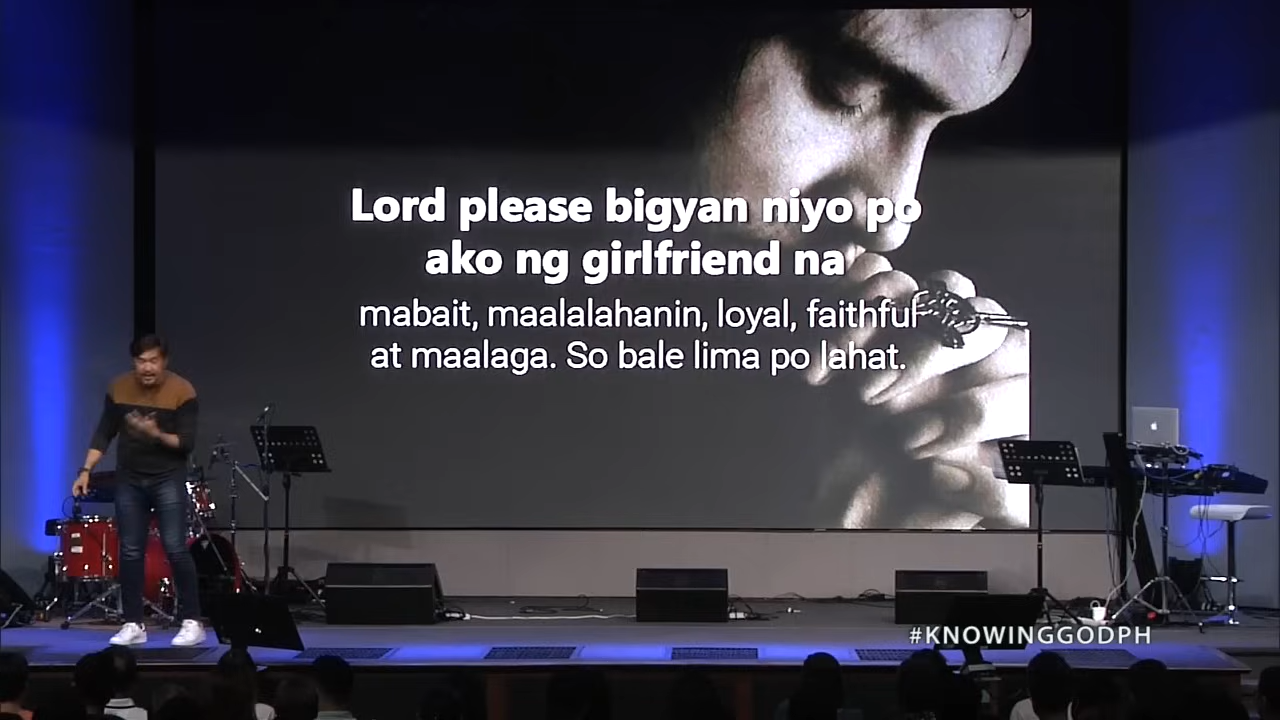 Lord please bigyan niyo po
ako ng girlfriend na
mabait, maalalahanin, loyal, faithful
at maalaga. So bale lima po lahat.
#KNOWINGGODPH